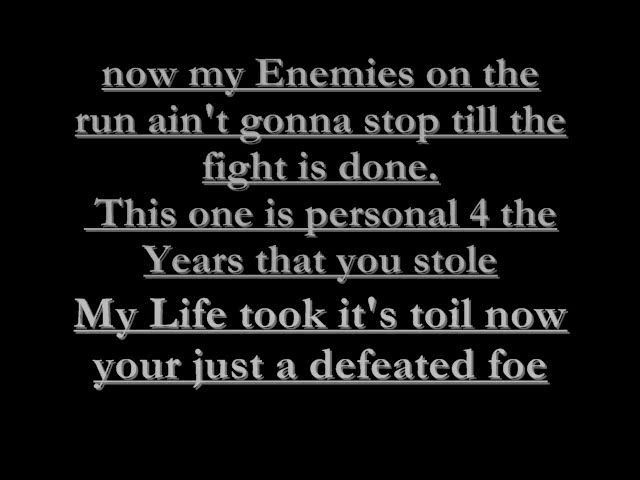 now my Enemies on the
run ain't gonna stop till the
fight is done.
This one is personal 4 the
Years that you stole
My Life took it's toil now
your just a defeated foe